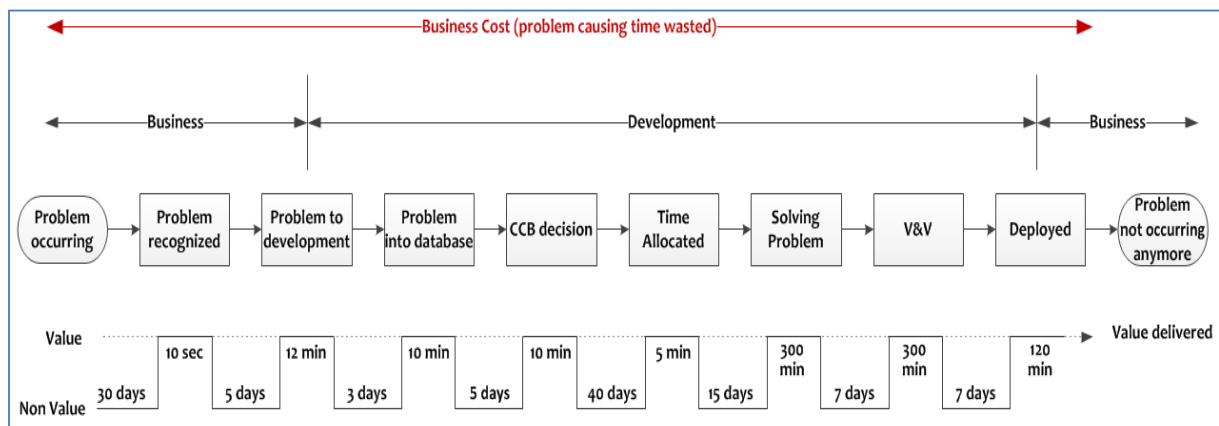 Business Cost (problem causing time wasted)
Business
Development
Business
Problem
occurring
Problem
recognized
Problem to
development
Problem
into database
CCB decision
Time
Allocated
Solving
Problem
V&V
Deployed
Problem
not occurring
anymore
Value
10 sec
12 min
10 min
10 min
5 min
300
min
300
min
120
min
Value delivered
Non Value
30 days
5 days
3 days
5 days
40 days
15 days
7 days
7 days